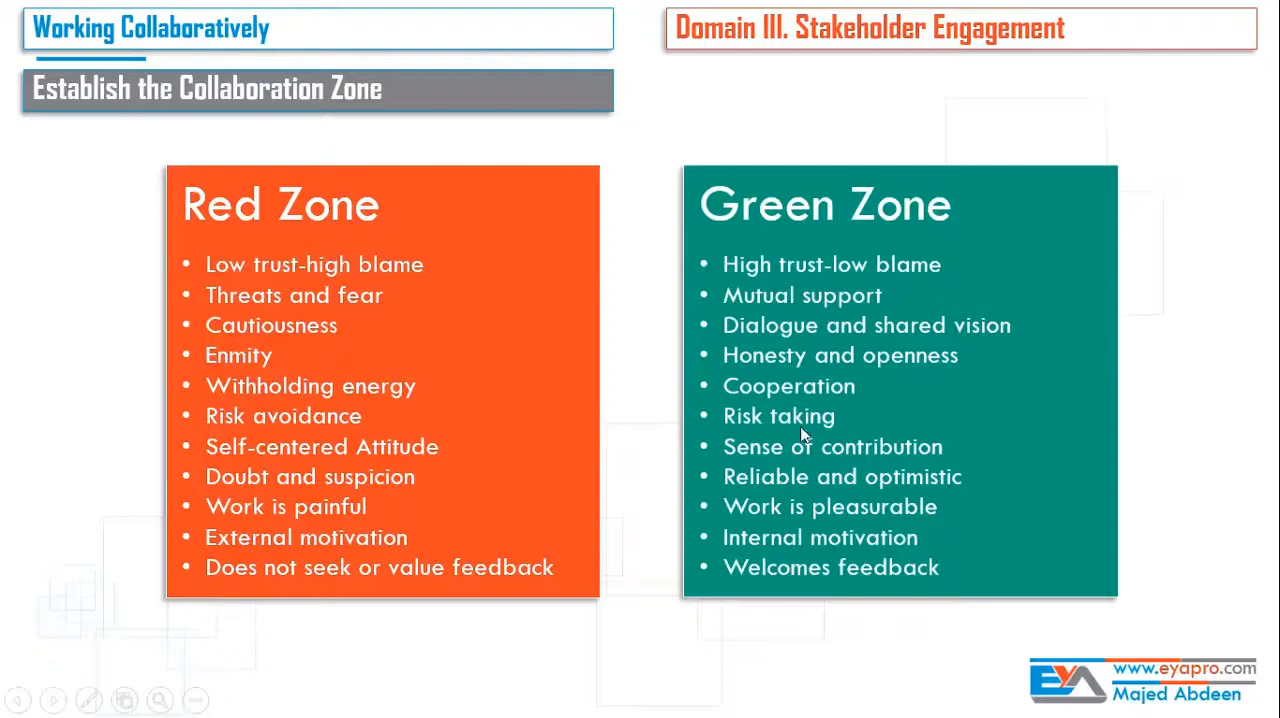 Working Collaboratively
Domain III. Stakeholder Engagement
Establish the Collaboration Zone
Red Zone
• Low trust-high blame
• Threats and fear
• Cautiousness
• Enmity
• Withholding energy
• Risk avoidance
• Self-centered Attitude
• Doubt and suspicion
• Work is painful
• External motivation
• Does not seek or value feedback
Green Zone
• High trust-low blame
• Mutual support
• Dialogue and shared vision
• Honesty and openness
• Cooperation
• Risk taking
• Sense of contribution
• Reliable and optimistic
• Work is pleasurable
• Internal motivation
• Welcomes feedback
EYA
www.eyapro.com
Majed Abdeen